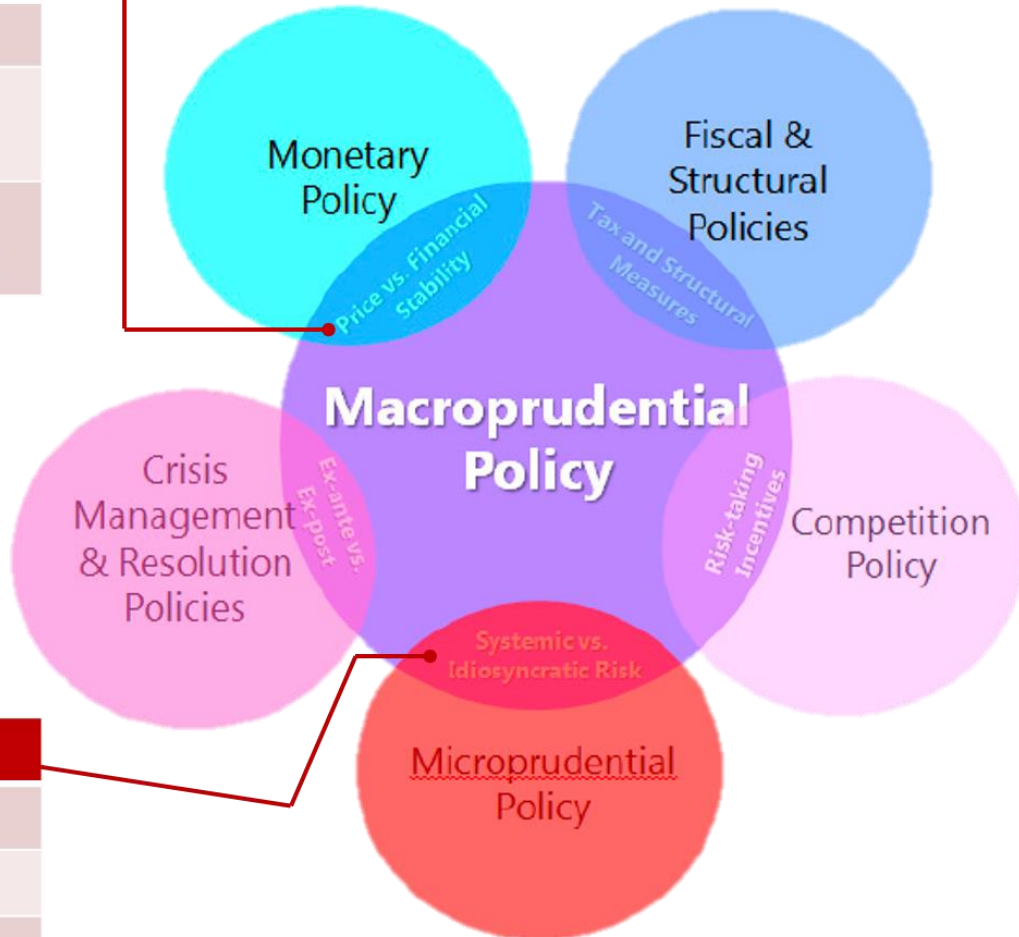 Monetary
Policy
Price vs. Financial
Stability
Fiscal &
Structural
Policies
Tax and Structural
Measures
Macroprudential
Policy
Crisis
Management
& Resolution
Policies
Ex-ante vs.
Ex-post
Risk-taking
Incentives
Competition
Policy
Systemic vs.
Idiosyncratic Risk
Microprudential
Policy